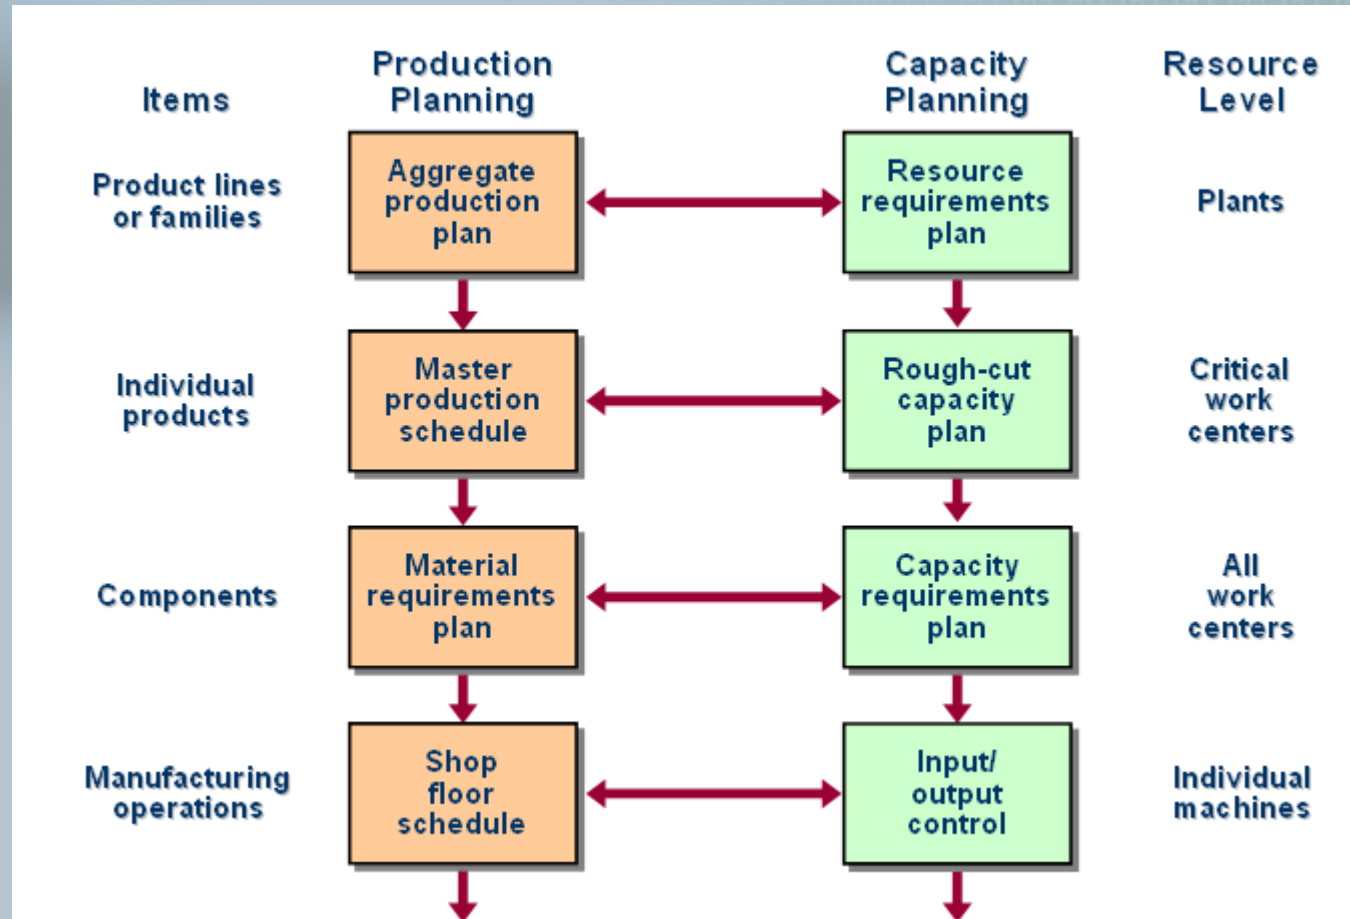 Items
Production
Planning
Capacity
Planning
Resource
Level
Product lines
or families
Aggregate
production
plan
Resource
requirements
plan
Plants
Individual
products
Master
production
schedule
Rough-cut
capacity
plan
Critical
work
centers
Components
Material
requirements
plan
Capacity
requirements
plan
All
work
centers
Manufacturing
operations
Shop
floor
schedule
Input/
output
control
Individual
machines